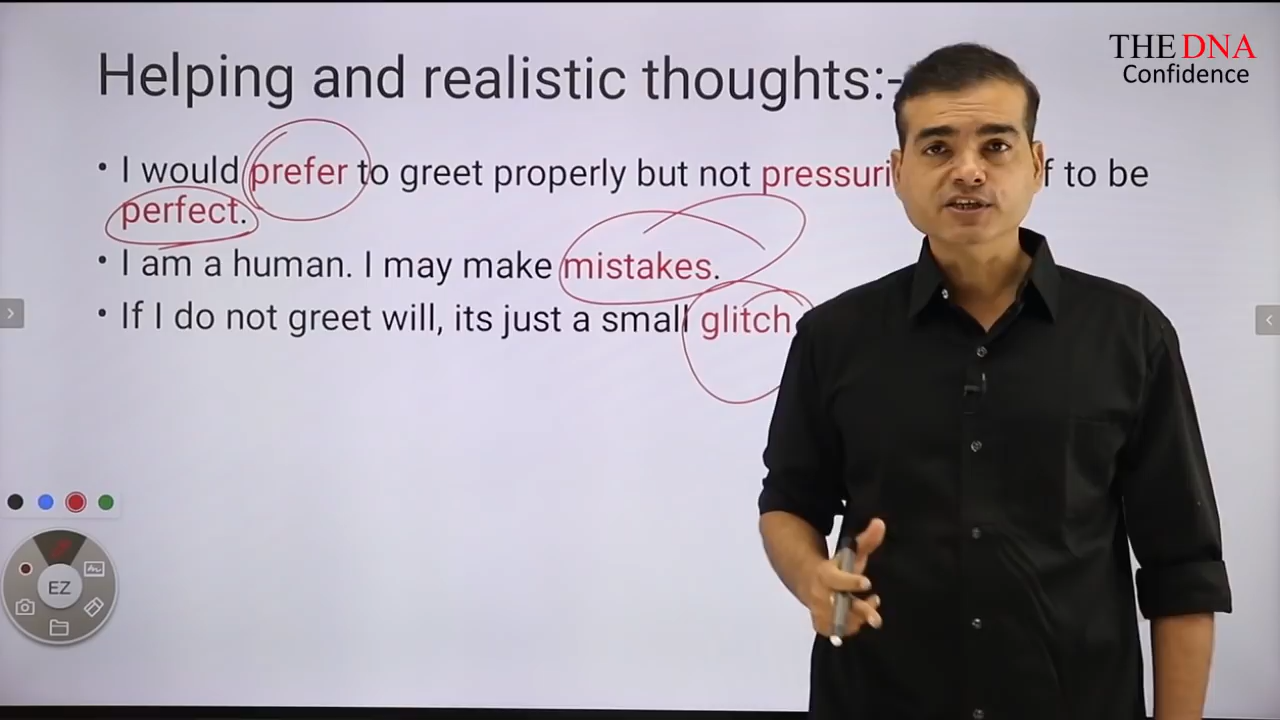 THE DNA
Confidence
Helping and realistic thoughts:-
• I would prefer to greet properly but not pressuri f to be
perfect.
• I am a human. I may make mistakes.
• If I do not greet will, its just a small glitch
EZ